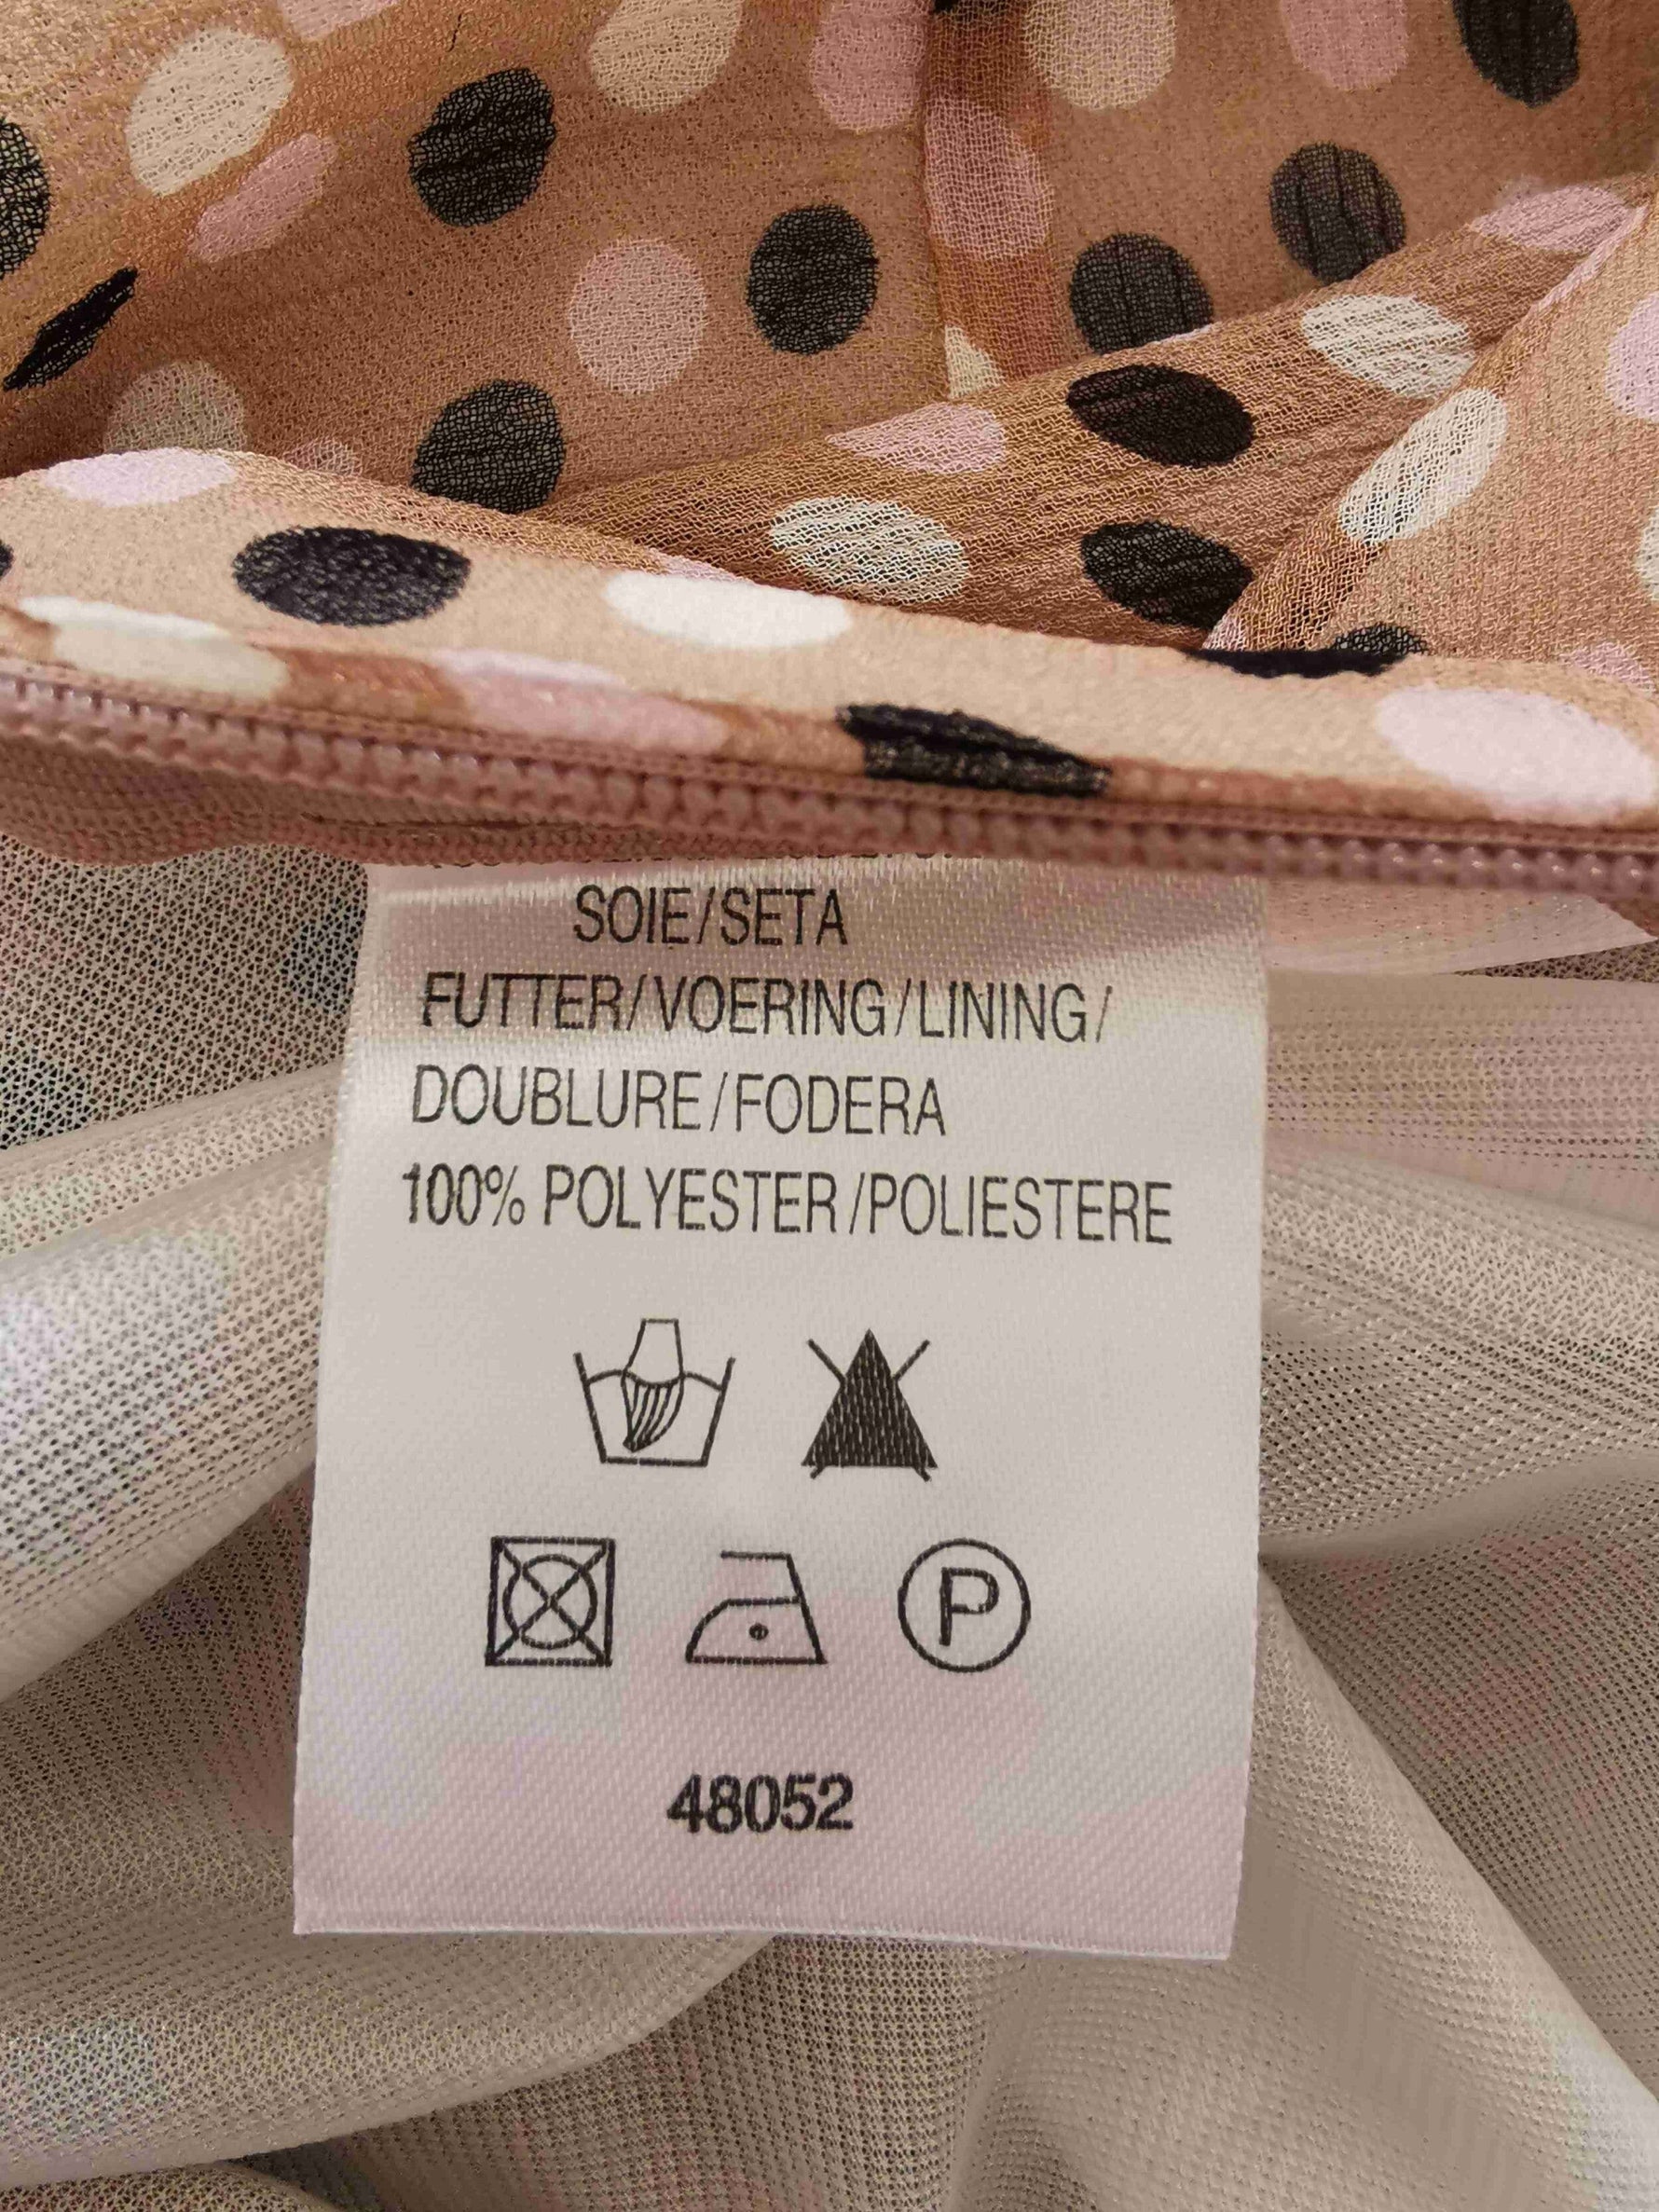 SOIE/SETA
FUTTER/VOERING/LINING/
DOUBLURE/FODERA
100% POLYESTER/POLIESTERE
P
48052